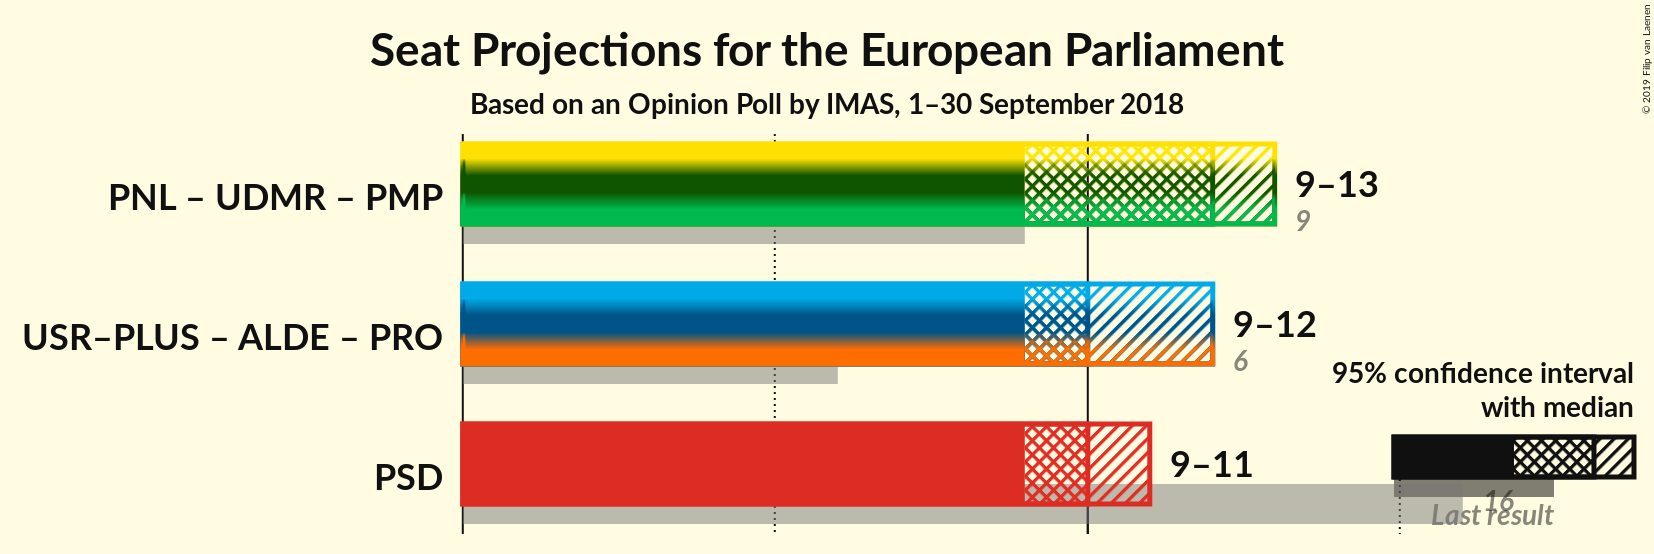 Seat Projections for the European Parliament
Based on an Opinion Poll by IMAS, 1–30 September 2018
© 2019 Filip van Laenen
PNL – UDMR – PMP
9–13
9
USR–PLUS – ALDE – PRO
9–12
6
PSD
9–11
16
95% confidence interval
with median
Last result